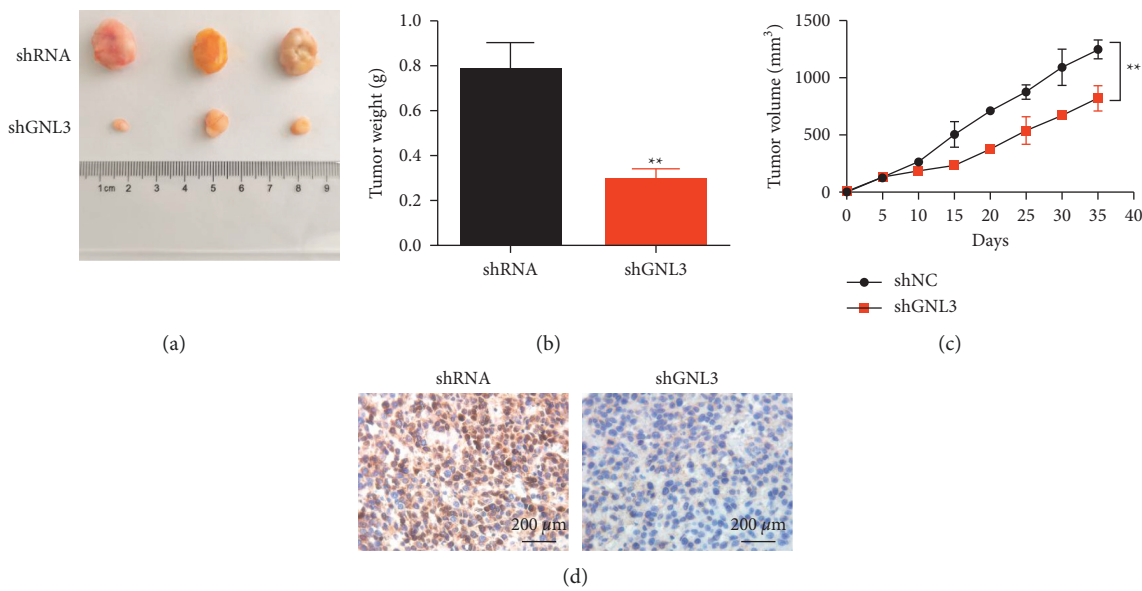 shRNA
shGNL3
1 cm 2 3 4 5 6 7 8 9
(a)
Tumor weight (g)
1.0
0.8
0.6
0.4
0.2
0.0
**
shRNA shGNL3
(b)
Tumor volume (mm³)
1500
1000
500
0
**
0 5 10 15 20 25 30 35 40
Days
shNC
shGNL3
(c)
shRNA shGNL3
200 µm 200 µm
(d)